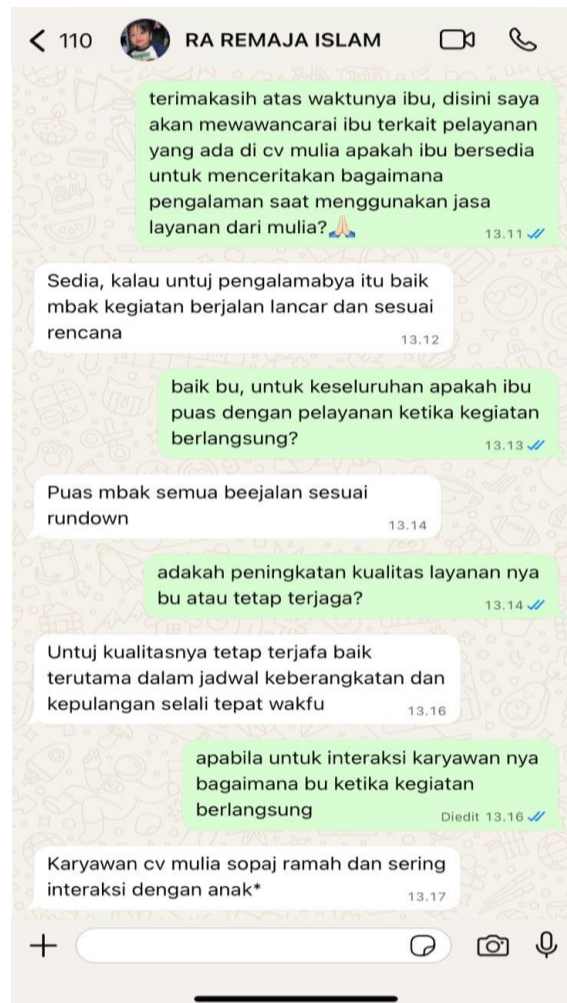 110 RA REMAJA ISLAM
terimakasih atas waktunya ibu, disini saya
akan mewawancarai ibu terkait pelayanan
yang ada di cv mulia apakah ibu bersedia
untuk menceritakan bagaimana
pengalaman saat menggunakan jasa
layanan dari mulia?🙏🏻
13.11
Sedia, kalau untuj pengalamabya itu baik
mbak kegiatan berjalan lancar dan sesuai
rencana
13.12
baik bu, untuk keseluruhan apakah ibu
puas dengan pelayanan ketika kegiatan
berlangsung?
13.13
Puas mbak semua beejalan sesuai
rundown
13.14
adakah peningkatan kualitas layanan nya
bu atau tetap terjaga?
13.14
Untuj kualitasnya tetap terjafa baik
terutama dalam jadwal keberangkatan dan
kepulangan selali tepat wakfu
13.16
apabila untuk interaksi karyawan nya
bagaimana bu ketika kegiatan
berlangsung
Diedit 13.16
Karyawan cv mulia sopaj ramah dan sering
interaksi dengan anak*
13.17